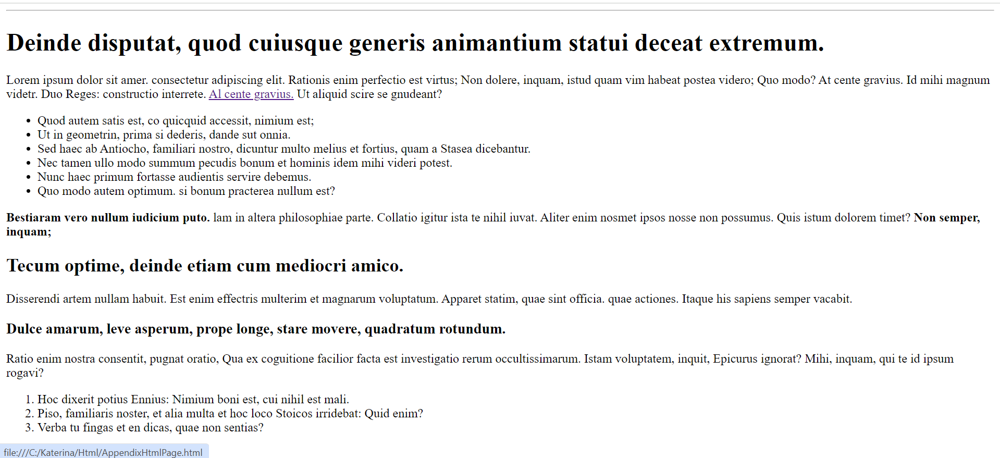 Deinde disputat, quod cuiusque generis animantium statui deceat extremum.
Lorem ipsum dolor sit amer. consectetur adipiscing elit. Rationis enim perfectio est virtus; Non dolere, inquam, istud quam vim habeat postea videro; Quo modo? At cente gravius. Id mihi magnum
videtr. Duo Reges: constructio interrete. Al cente gravius. Ut aliquid scire se gnudeant?
• Quod autem satis est, co quicquid accessit, nimium est;
• Ut in geometrin, prima si dederis, dande sut onnia.
• Sed haec ab Antiocho, familiari nostro, dicuntur multo melius et fortius, quam a Stasea dicebantur.
• Nec tamen ullo modo summum pecudis bonum et hominis idem mihi videri potest.
• Nunc haec primum fortasse audientis servire debemus.
• Quo modo autem optimum. si bonum practerea nullum est?
Bestiaram vero nullum iudicium puto. lam in altera philosophiae parte. Collatio igitur ista te nihil iuvat. Aliter enim nosmet ipsos nosse non possumus. Quis istum dolorem timet? Non semper,
inquam;
Tecum optime, deinde etiam cum mediocri amico.
Disserendi artem nullam habuit. Est enim effectris multerim et magnarum voluptatum. Apparet statim, quae sint officia. quae actiones. Itaque his sapiens semper vacabit.
Dulce amarum, leve asperum, prope longe, stare movere, quadratum rotundum.
Ratio enim nostra consentit, pugnat oratio, Qua ex coguitione facilior facta est investigatio rerum occultissimarum. Istam voluptatem, inquit, Epicurus ignorat? Mihi, inquam, qui te id ipsum
rogavi?
1. Hoc dixerit potius Ennius: Nimium boni est, cui nihil est mali.
2. Piso, familiaris noster, et alia multa et hoc loco Stoicos irridebat: Quid enim?
3. Verba tu fingas et en dicas, quae non sentias?
file:///C:/Katerina/Html/AppendixHtmlPage.html